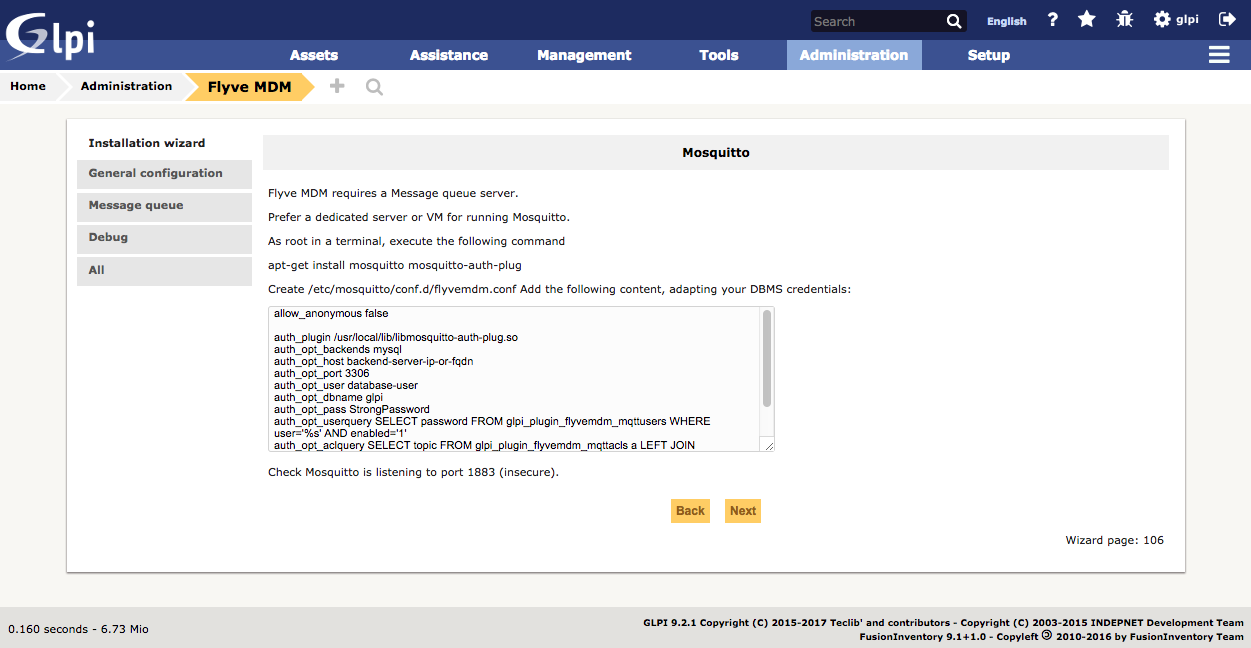 Glpi
Search
English
?
glpi
Assets
Assistance
Management
Tools
Administration
Setup
Home
Administration
Flyve MDM
Installation wizard
General configuration
Message queue
Debug
All
Mosquitto
Flyve MDM requires a Message queue server.
Prefer a dedicated server or VM for running Mosquitto.
As root in a terminal, execute the following command
apt-get install mosquitto mosquitto-auth-plug
Create /etc/mosquitto/conf.d/flyvemdm.conf Add the following content, adapting your DBMS credentials:
allow_anonymous false
auth_plugin /usr/local/lib/libmosquitto-auth-plug.so
auth_opt_backends mysql
auth_opt_host backend-server-ip-or-fqdn
auth_opt_port 3306
auth_opt_user database-user
auth_opt_dbname glpi
auth_opt_pass StrongPassword
auth_opt_userquery SELECT password FROM glpi_plugin_flyvemdm_mqttusers WHERE
user='%s' AND enabled='1'
auth_opt_aclquery SELECT topic FROM glpi_plugin_flyvemdm_mqttacls a LEFT JOIN
Check Mosquitto is listening to port 1883 (insecure).
Back
Next
Wizard page: 106
0.160 seconds - 6.73 Mio
GLPI 9.2.1 Copyright (C) 2015-2017 Teclib' and contributors - Copyright (C) 2003-2015 INDEPNET Development Team
FusionInventory 9.1+1.0 - Copyleft 🄯 2010-2016 by FusionInventory Team